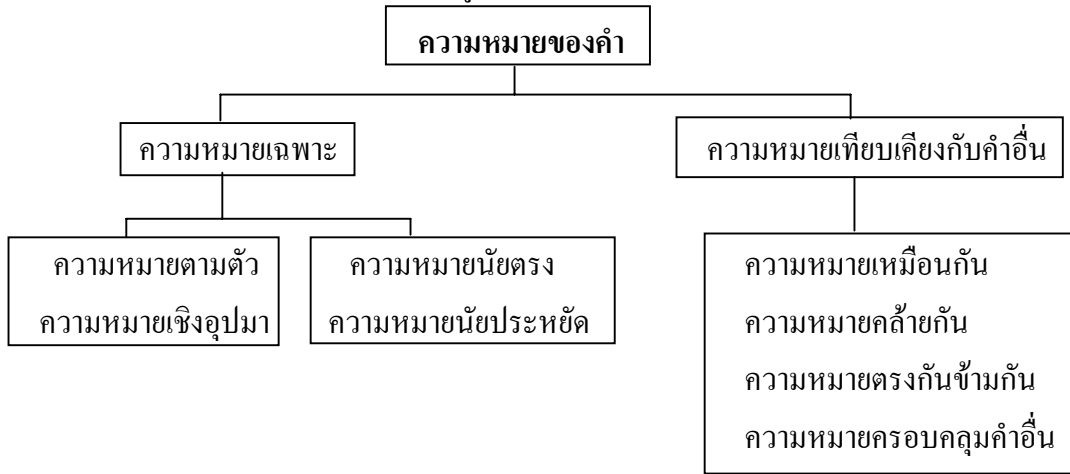 ความหมายของคำ
ความหมายเฉพาะ
ความหมายเทียบเคียงกับคำอื่น
ความหมายตามตัว
ความหมายเชิงอุปมา
ความหมายนัยตรง
ความหมายนัยประหยัด
ความหมายเหมือนกัน
ความหมายคล้ายกัน
ความหมายตรงกันข้ามกัน
ความหมายครอบคลุมคำอื่น